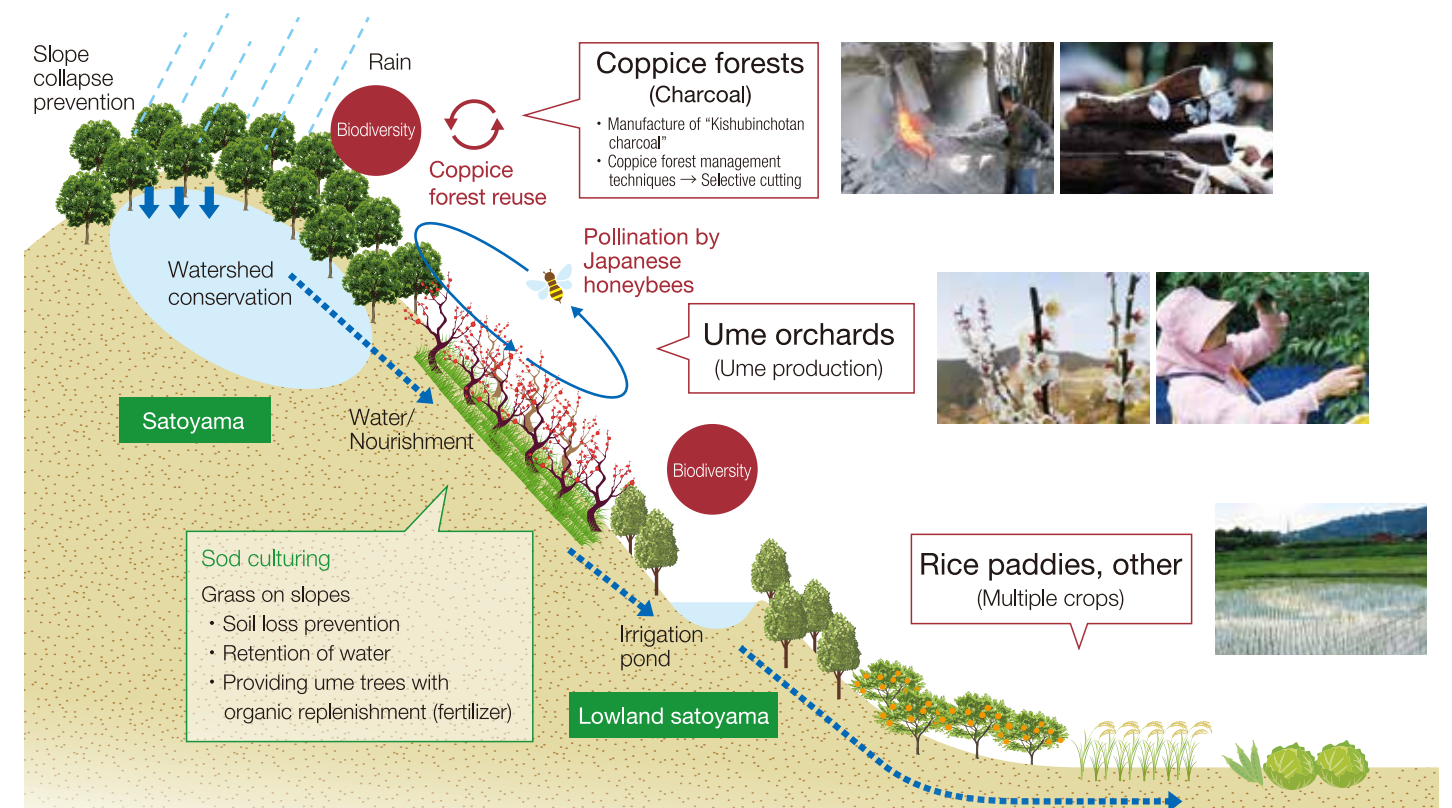 Slope
collapse
prevention
Rain
Biodiversity
Coppice
forest reuse
Coppice forests
(Charcoal)
・Manufacture of “Kishubinchotan
charcoal”
・Coppice forest management
techniques → Selective cutting
Watershed
conservation
Pollination by
Japanese
honeybees
Ume orchards
(Ume production)
Satoyama
Water/
Nourishment
Biodiversity
Sod culturing
Grass on slopes
・Soil loss prevention
・Retention of water
・Providing ume trees with
organic replenishment (fertilizer)
Irrigation
pond
Lowland satoyama
Rice paddies, other
(Multiple crops)